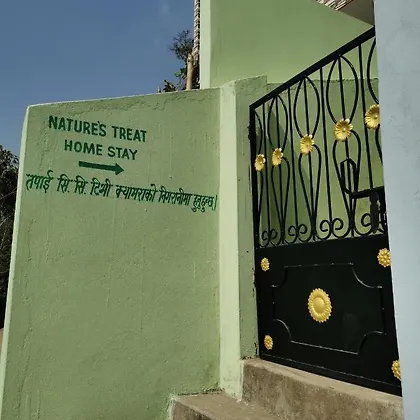 NATURE'S TREAT
HOME STAY
तपाई सि. सि. टिभी क्यामराको निगरानीमा हुनुहुन्छ।